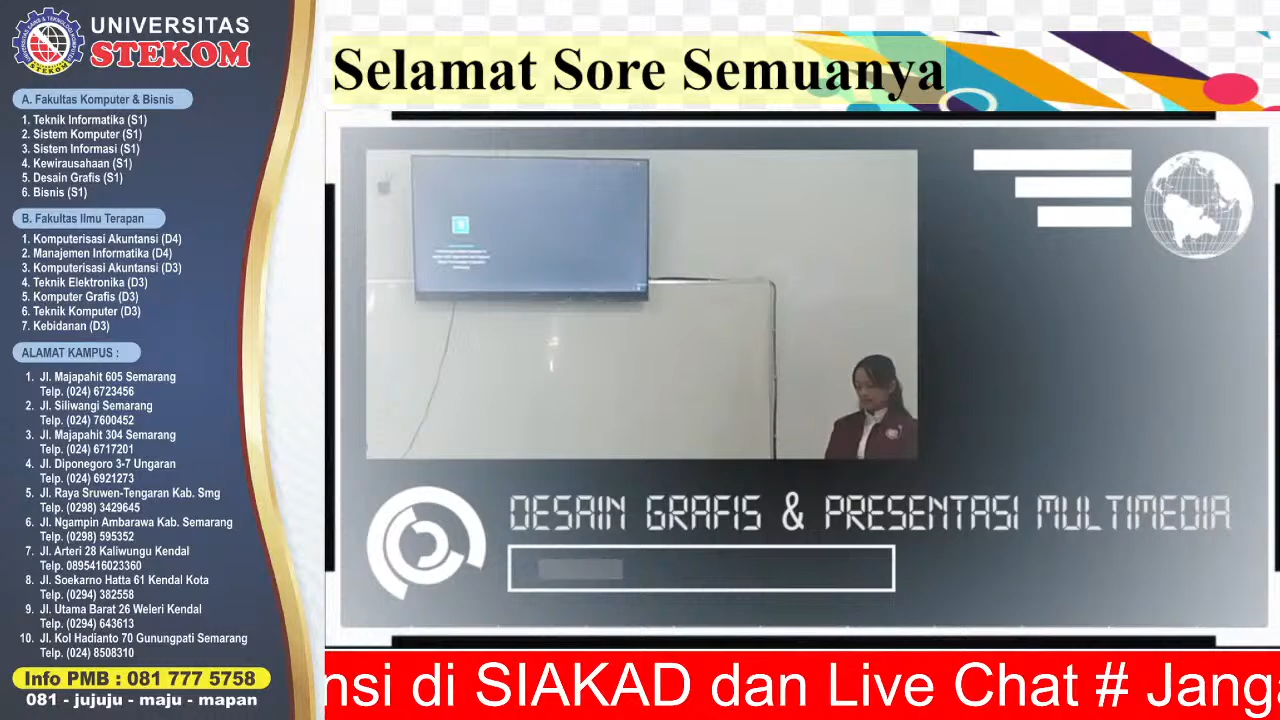 UNIVERSITAS
STEKOM
A. Fakultas Komputer & Bisnis
1. Teknik Informatika (S1)
2. Sistem Komputer (S1)
3. Sistem Informasi (S1)
4. Kewirausahaan (S1)
5. Desain Grafis (S1)
6. Bisnis (S1)
B. Fakultas Ilmu Terapan
1. Komputerisasi Akuntansi (D4)
2. Manajemen Informatika (D4)
3. Komputerisasi Akuntansi (D3)
4. Teknik Elektronika (D3)
5. Komputer Grafis (D3)
6. Teknik Komputer (D3)
7. Kebidanan (D3)
ALAMAT KAMPUS :
1. Jl. Majapahit 605 Semarang
Telp. (024) 6723456
2. Jl. Siliwangi Semarang
Telp. (024) 7600452
3. Jl. Majapahit 304 Semarang
Telp. (024) 6717201
4. Jl. Diponegoro 3-7 Ungaran
Telp. (024) 6921273
5. Jl. Raya Sruwen-Tengaran Kab. Smg
Telp. (0298) 3429645
6. Jl. Ngampin Ambarawa Kab. Semarang
Telp. (0298) 595352
7. Jl. Arteri 28 Kaliwungu Kendal
Telp. 0895416023360
8. Jl. Soekarno Hatta 61 Kendal Kota
Telp. (0294) 382558
9. Jl. Utama Barat 26 Weleri Kendal
Telp. (0294) 643613
10. Jl. Kol Hadianto 70 Gunungpati Semarang
Telp. (024) 8508310
Info PMB : 081 777 5758
081 - jujuju - maju - mapan
Selamat Sore Semuanya
DESAIN GRAFIS & PRESENTASI MULTIMEDIA
nsi di SIAKAD dan Live Chat # Jang